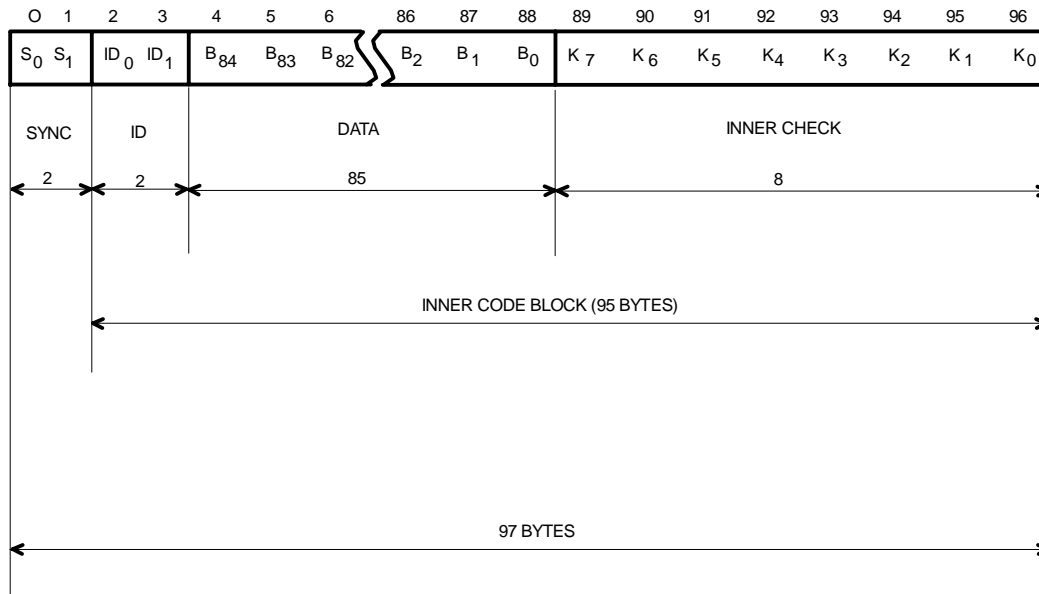 O 1 2 3 4 5 6 86 87 88 89 90 91 92 93 94 95 96
S0 S1 ID0 ID1 B84 B83 B82 B2 B1 B0 K7 K6 K5 K4 K3 K2 K1 K0
SYNC ID DATA INNER CHECK
2 2 85 8
INNER CODE BLOCK (95 BYTES)
97 BYTES